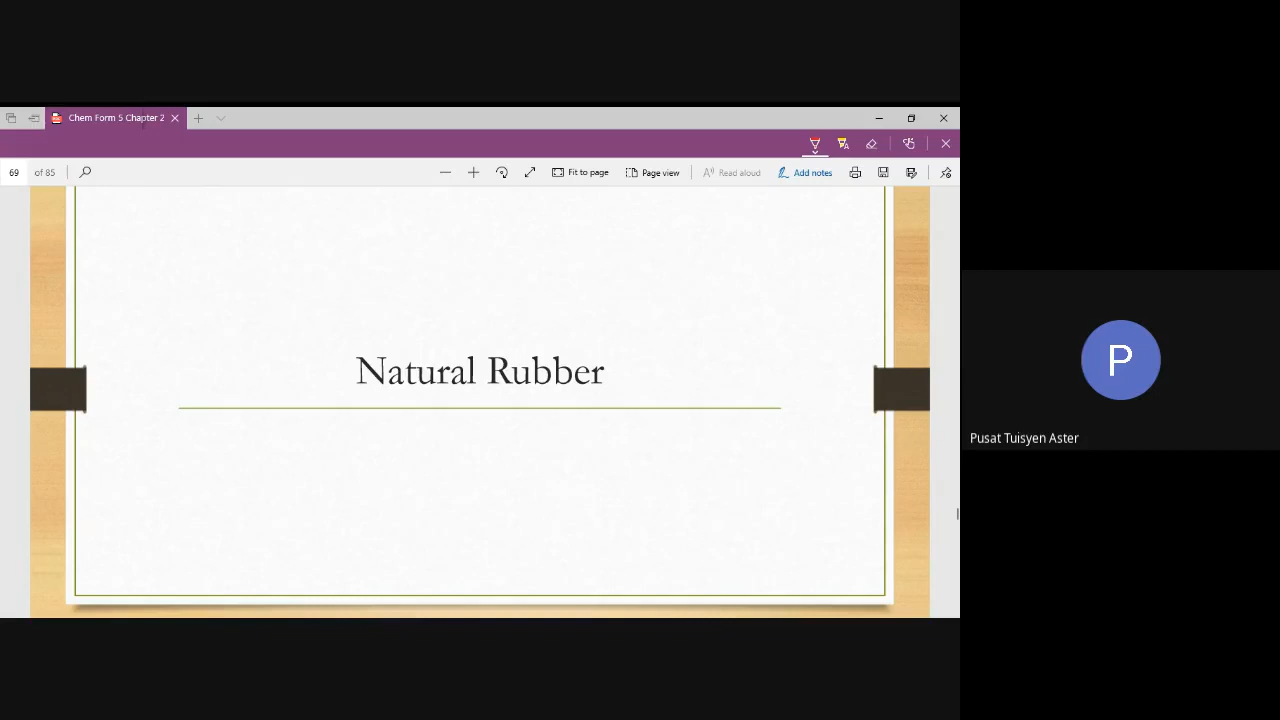 Chem Form 5 Chapter 2
69 of 85
Fit to page
Page view
Read aloud
Add notes
Natural Rubber
P
Pusat Tuisyen Aster